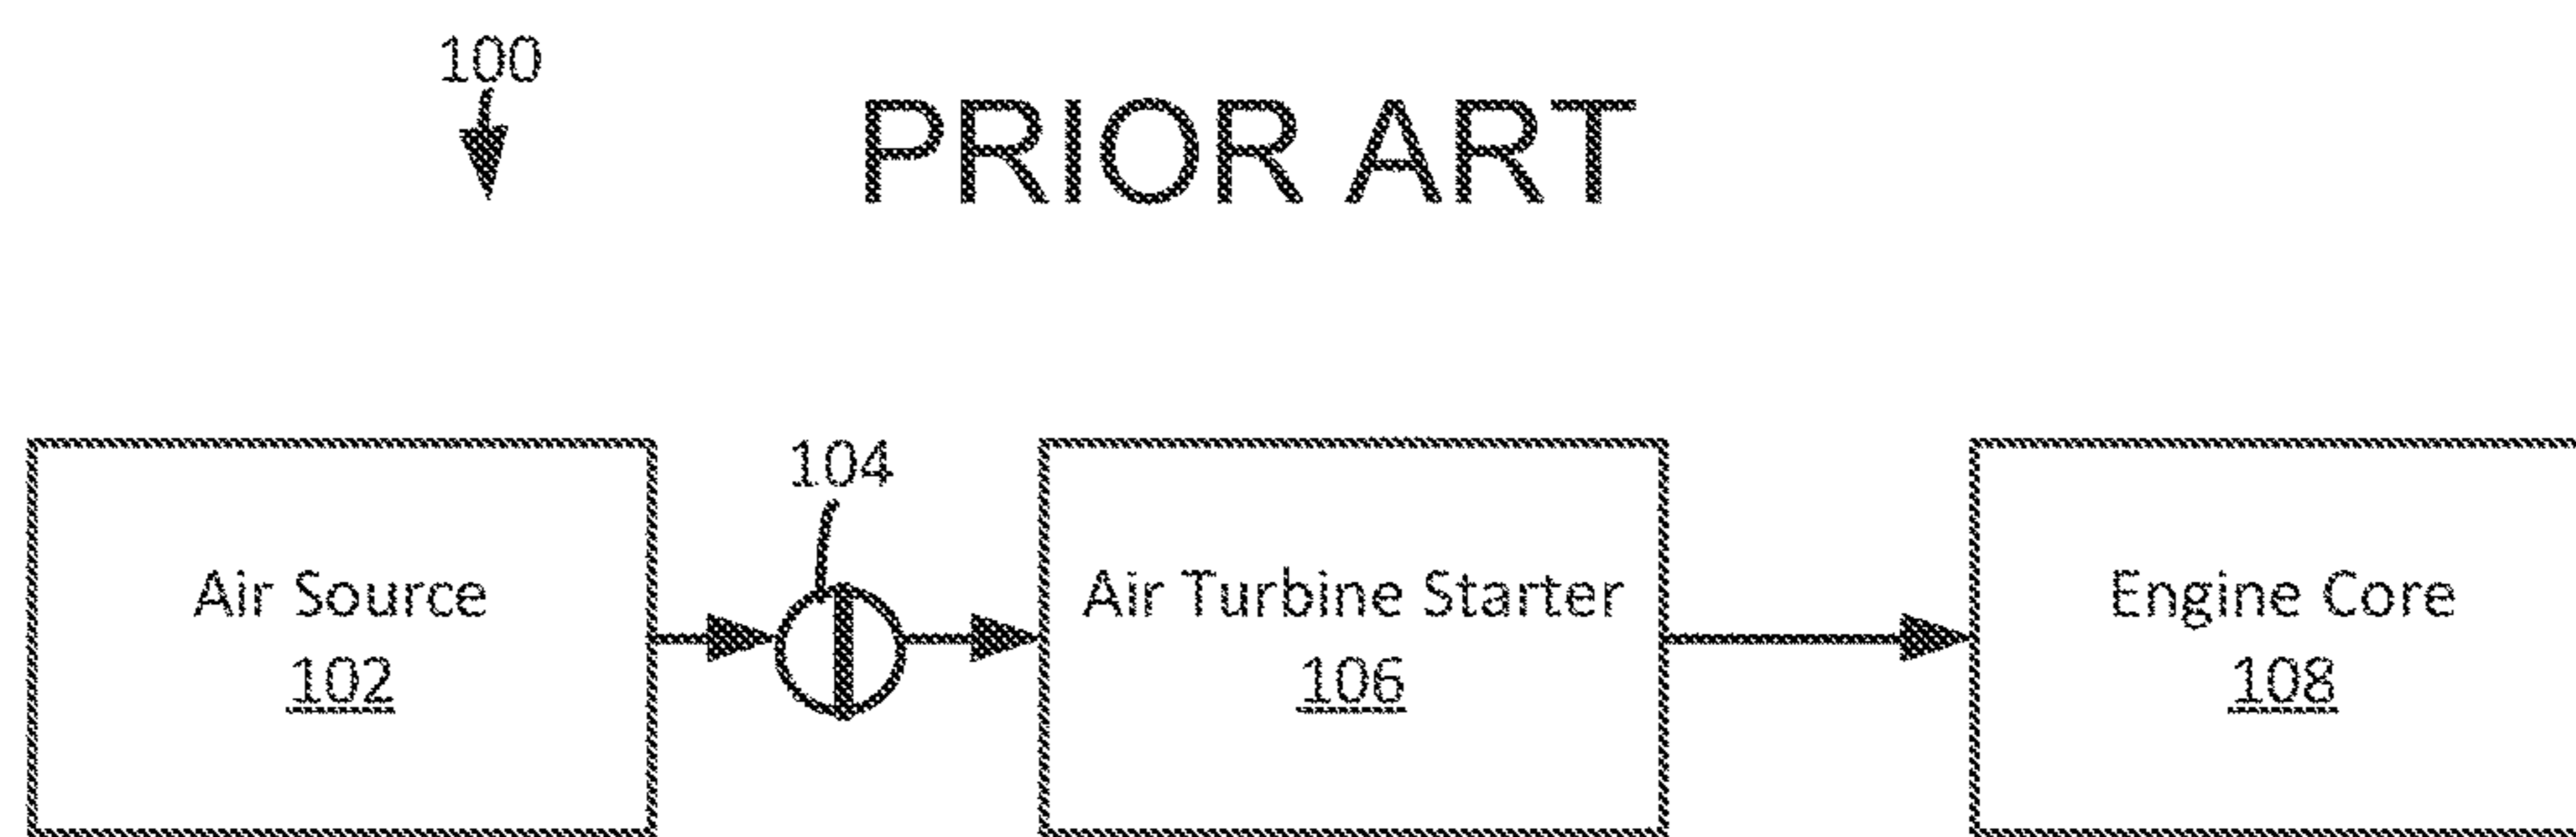 100
PRIOR ART
104
Air Source
102
Air Turbine Starter
106
Engine Core
108